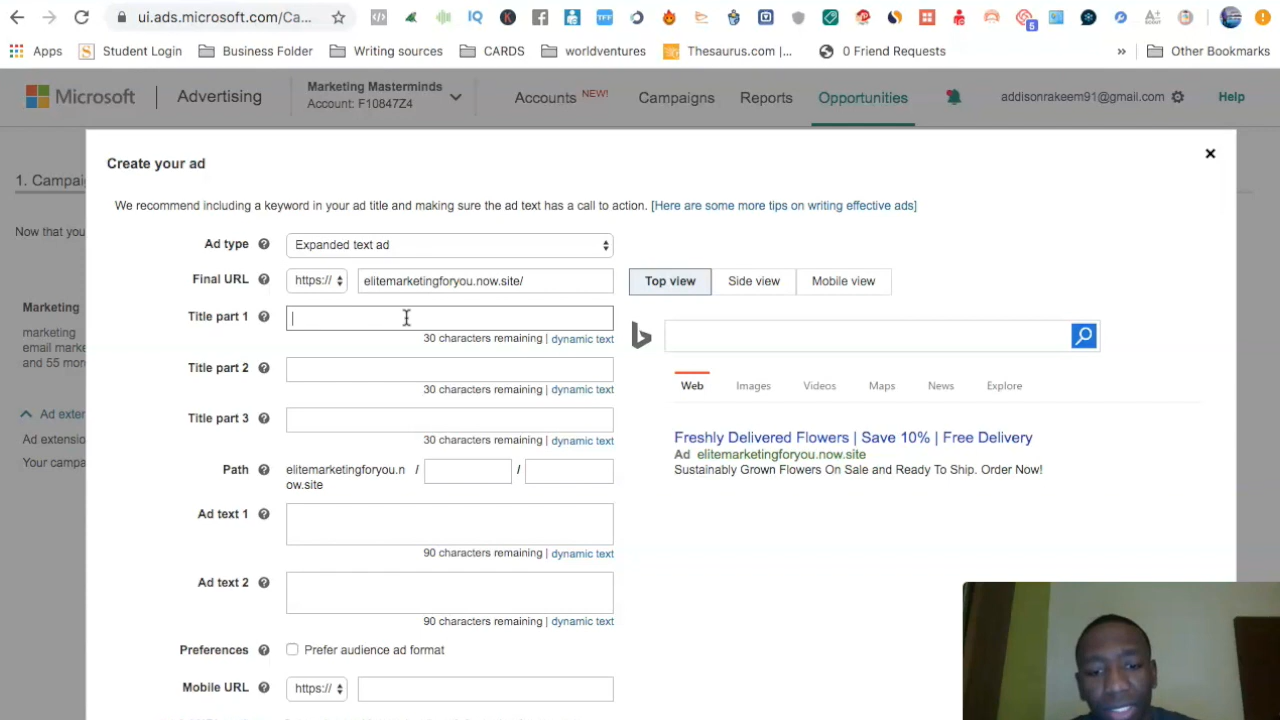 ui.ads.microsoft.com/Ca...
IQ
K
TFF
5
Apps
Student Login
Business Folder
Writing sources
CARDS
worldventures
Thesaurus.com |...
0 Friend Requests
»
Other Bookmarks
Microsoft
Advertising
Marketing Masterminds
Account: F10847Z4
Accounts NEW!
Campaigns
Reports
Opportunities
addisonrakeem91@gmail.com
Help
1. Campai
Now that you
Marketing
marketing
email marke
and 55 more
Ad exten
Ad extensio
Your campa
Create your ad
×
We recommend including a keyword in your ad title and making sure the ad text has a call to action. [Here are some more tips on writing effective ads]
Ad type ? Expanded text ad
Final URL ? https:// elitemarketingforyou.now.site/
Top view Side view Mobile view
Title part 1 ?
30 characters remaining | dynamic text
Title part 2 ?
30 characters remaining | dynamic text
Title part 3 ?
30 characters remaining | dynamic text
Path ? elitemarketingforyou.n / /
ow.site
Ad text 1 ?
90 characters remaining | dynamic text
Ad text 2 ?
90 characters remaining | dynamic text
Preferences ? Prefer audience ad format
Mobile URL ? https://
Web Images Videos Maps News Explore
Freshly Delivered Flowers | Save 10% | Free Delivery
Ad elitemarketingforyou.now.site
Sustainably Grown Flowers On Sale and Ready To Ship. Order Now!